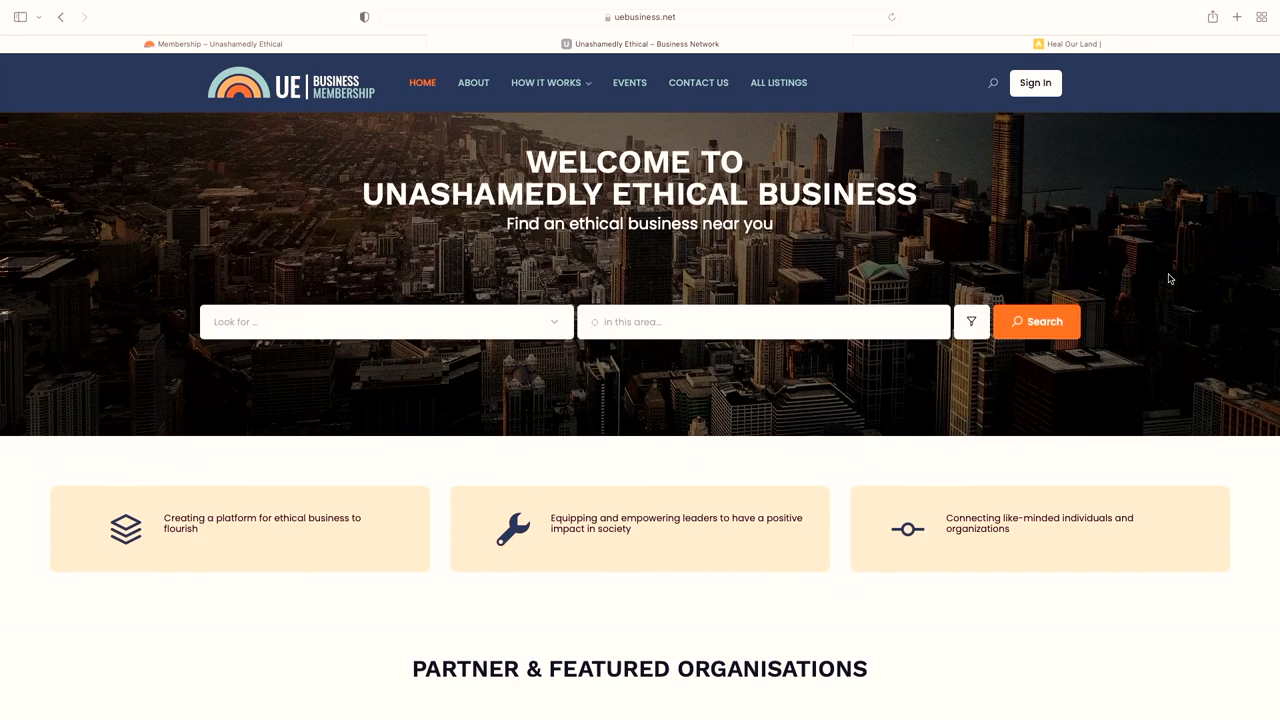 uebusiness.net
Membership – Unashamedly Ethical
Unashamedly Ethical – Business Network
Heal Our Land |
UE | BUSINESS
MEMBERSHIP
HOME
ABOUT
HOW IT WORKS
EVENTS
CONTACT US
ALL LISTINGS
Sign In
WELCOME TO
UNASHAMEDLY ETHICAL BUSINESS
Find an ethical business near you
Look for ...
in this area...
Search
Creating a platform for ethical business to
flourish
Equipping and empowering leaders to have a positive
impact in society
Connecting like-minded individuals and
organizations
PARTNER & FEATURED ORGANISATIONS